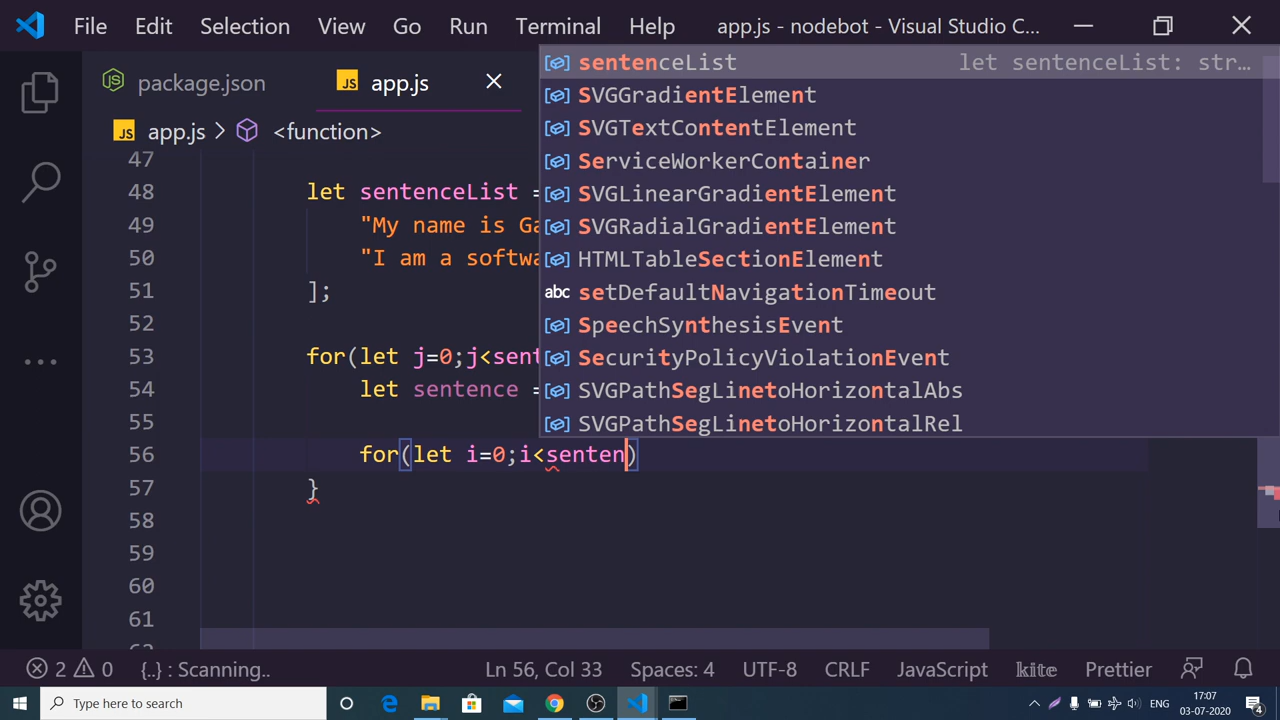 File Edit Selection View Go Run Terminal Help app.js - nodebot - Visual Studio C...
package.json JS app.js
JS app.js > <function>
sentenceList let sentenceList: str...
SVGGradientElement
SVGTextContentElement
ServiceWorkerContainer
SVGLinearGradientElement
SVGRadialGradientElement
HTMLTableSectionElement
abc setDefaultNavigationTimeout
SpeechSynthesisEvent
SecurityPolicyViolationEvent
SVGPathSegLinetoHorizontalAbs
SVGPathSegLinetoHorizontalRel
47
48 let sentenceList =
49 "My name is Ga
50 "I am a softwa
51 ];
52
53 for(let j=0;j<sent
54 let sentence =
55
56 for(let i=0;i<senten)
57 }
58
59
60
61
2 0 {..} : Scanning.. Ln 56, Col 33 Spaces: 4 UTF-8 CRLF JavaScript kite Prettier
Type here to search ENG 17:07
03-07-2020 4